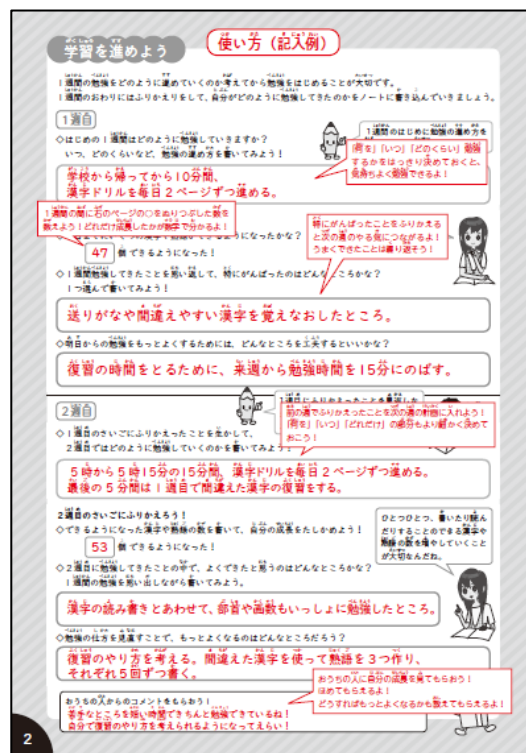 学習を進めよう
使い方（記入例）
1週間の勉強をどのように進めていくのか考えてから勉強をはじめることが大切です。
1週間のおわりにはふりかえりをして、自分がどのように勉強してきたのかをノートに書き込んでいきましょう。
1週目
◇はじめの1週間はどのように勉強していきますか？
いつ、どのくらいなど、勉強の進め方を書いてみよう！
1週間のはじめに勉強の進め方を
「何を」「いつ」「どのくらい」勉強
するかをはっきり決めておくと、
気持ちよく勉強できるよ！
学校から帰ってから10分間、
漢字ドリルを毎日2ページずつ進める。
1週間の間に右のページの○をぬりつぶした数を
数えよう！どれだけ成長したかが数字で分かるよ！
ようになったかな？
47 個 できるようになった！
特にがんばったことをふりかえる
と次の週のやる気につながるよ！
うまくできたことは繰り返そう！
◇1週間勉強してきたことを思い返して、特にがんばったのはどんなところかな？
1つ選んで書いてみよう！
送りがなや間違えやすい漢字を覚えなおしたところ。
◇明日からの勉強をもっとよくするためには、どんなところを工夫するといいかな？
復習の時間をとるために、来週から勉強時間を15分にのばす。
2週目
◇1週目のさいごにふりかえったことを生かして、
2週目ではどのように勉強していくのかを書いてみよう。
1週目にふりかえったことを
前の週でふりかえったことを次の週の計画に入れよう！
「何を」「いつ」「どれだけ」の部分もより細かく決めて
おこう！
5時から5時15分の15分間、漢字ドリルを毎日2ページずつ進める。
最後の5分間は1週目で間違えた漢字の復習をする。
2週目のさいごにふりかえろう！
◇できるようになった漢字や熟語の数を書いて、自分の成長をたしかめよう！
53 個 できるようになった！
◇2週目に勉強してきたことの中で、よくできたと思うのはどんなところかな？
1週間の勉強を思い出しながら書いてみよう。
ひとつひとつ、書いたり読ん
だりすることのできる漢字や
熟語の数を増やしていくこと
が大切なんだね。
漢字の読み書きとあわせて、部首や画数もいっしょに勉強したところ。
◇勉強の仕方を見直すことで、もっとよくなるのはどんなところだろう？
復習のやり方を考える。間違えた漢字を使って熟語を3つ作り、
それぞれ5回ずつ書く。
おうちの人に自分の成長を見てもらおう！
ほめてもらえるよ！
どうすればもっとよくなるかも教えてもらえるよ！
おうちの人からのコメントをもらおう！
苦手なところを短い時間できちんと勉強できているね！
自分で復習のやり方を考えられるようになってえらい！
2